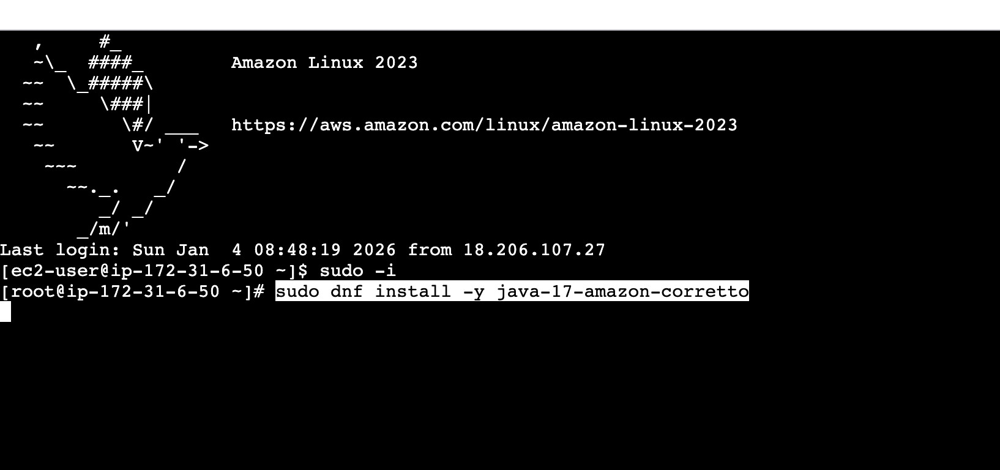 ,     #_
   ~\_  ####_        Amazon Linux 2023
  ~~  \_#####\
  ~~     \###|
  ~~       \#/ ___   https://aws.amazon.com/linux/amazon-linux-2023
   ~~       V~' '->
    ~~~         /
      ~~._.   _/
         _/ _/
       _/m/'
Last login: Sun Jan  4 08:48:19 2026 from 18.206.107.27
[ec2-user@ip-172-31-6-50 ~]$ sudo -i
[root@ip-172-31-6-50 ~]# sudo dnf install -y java-17-amazon-corretto